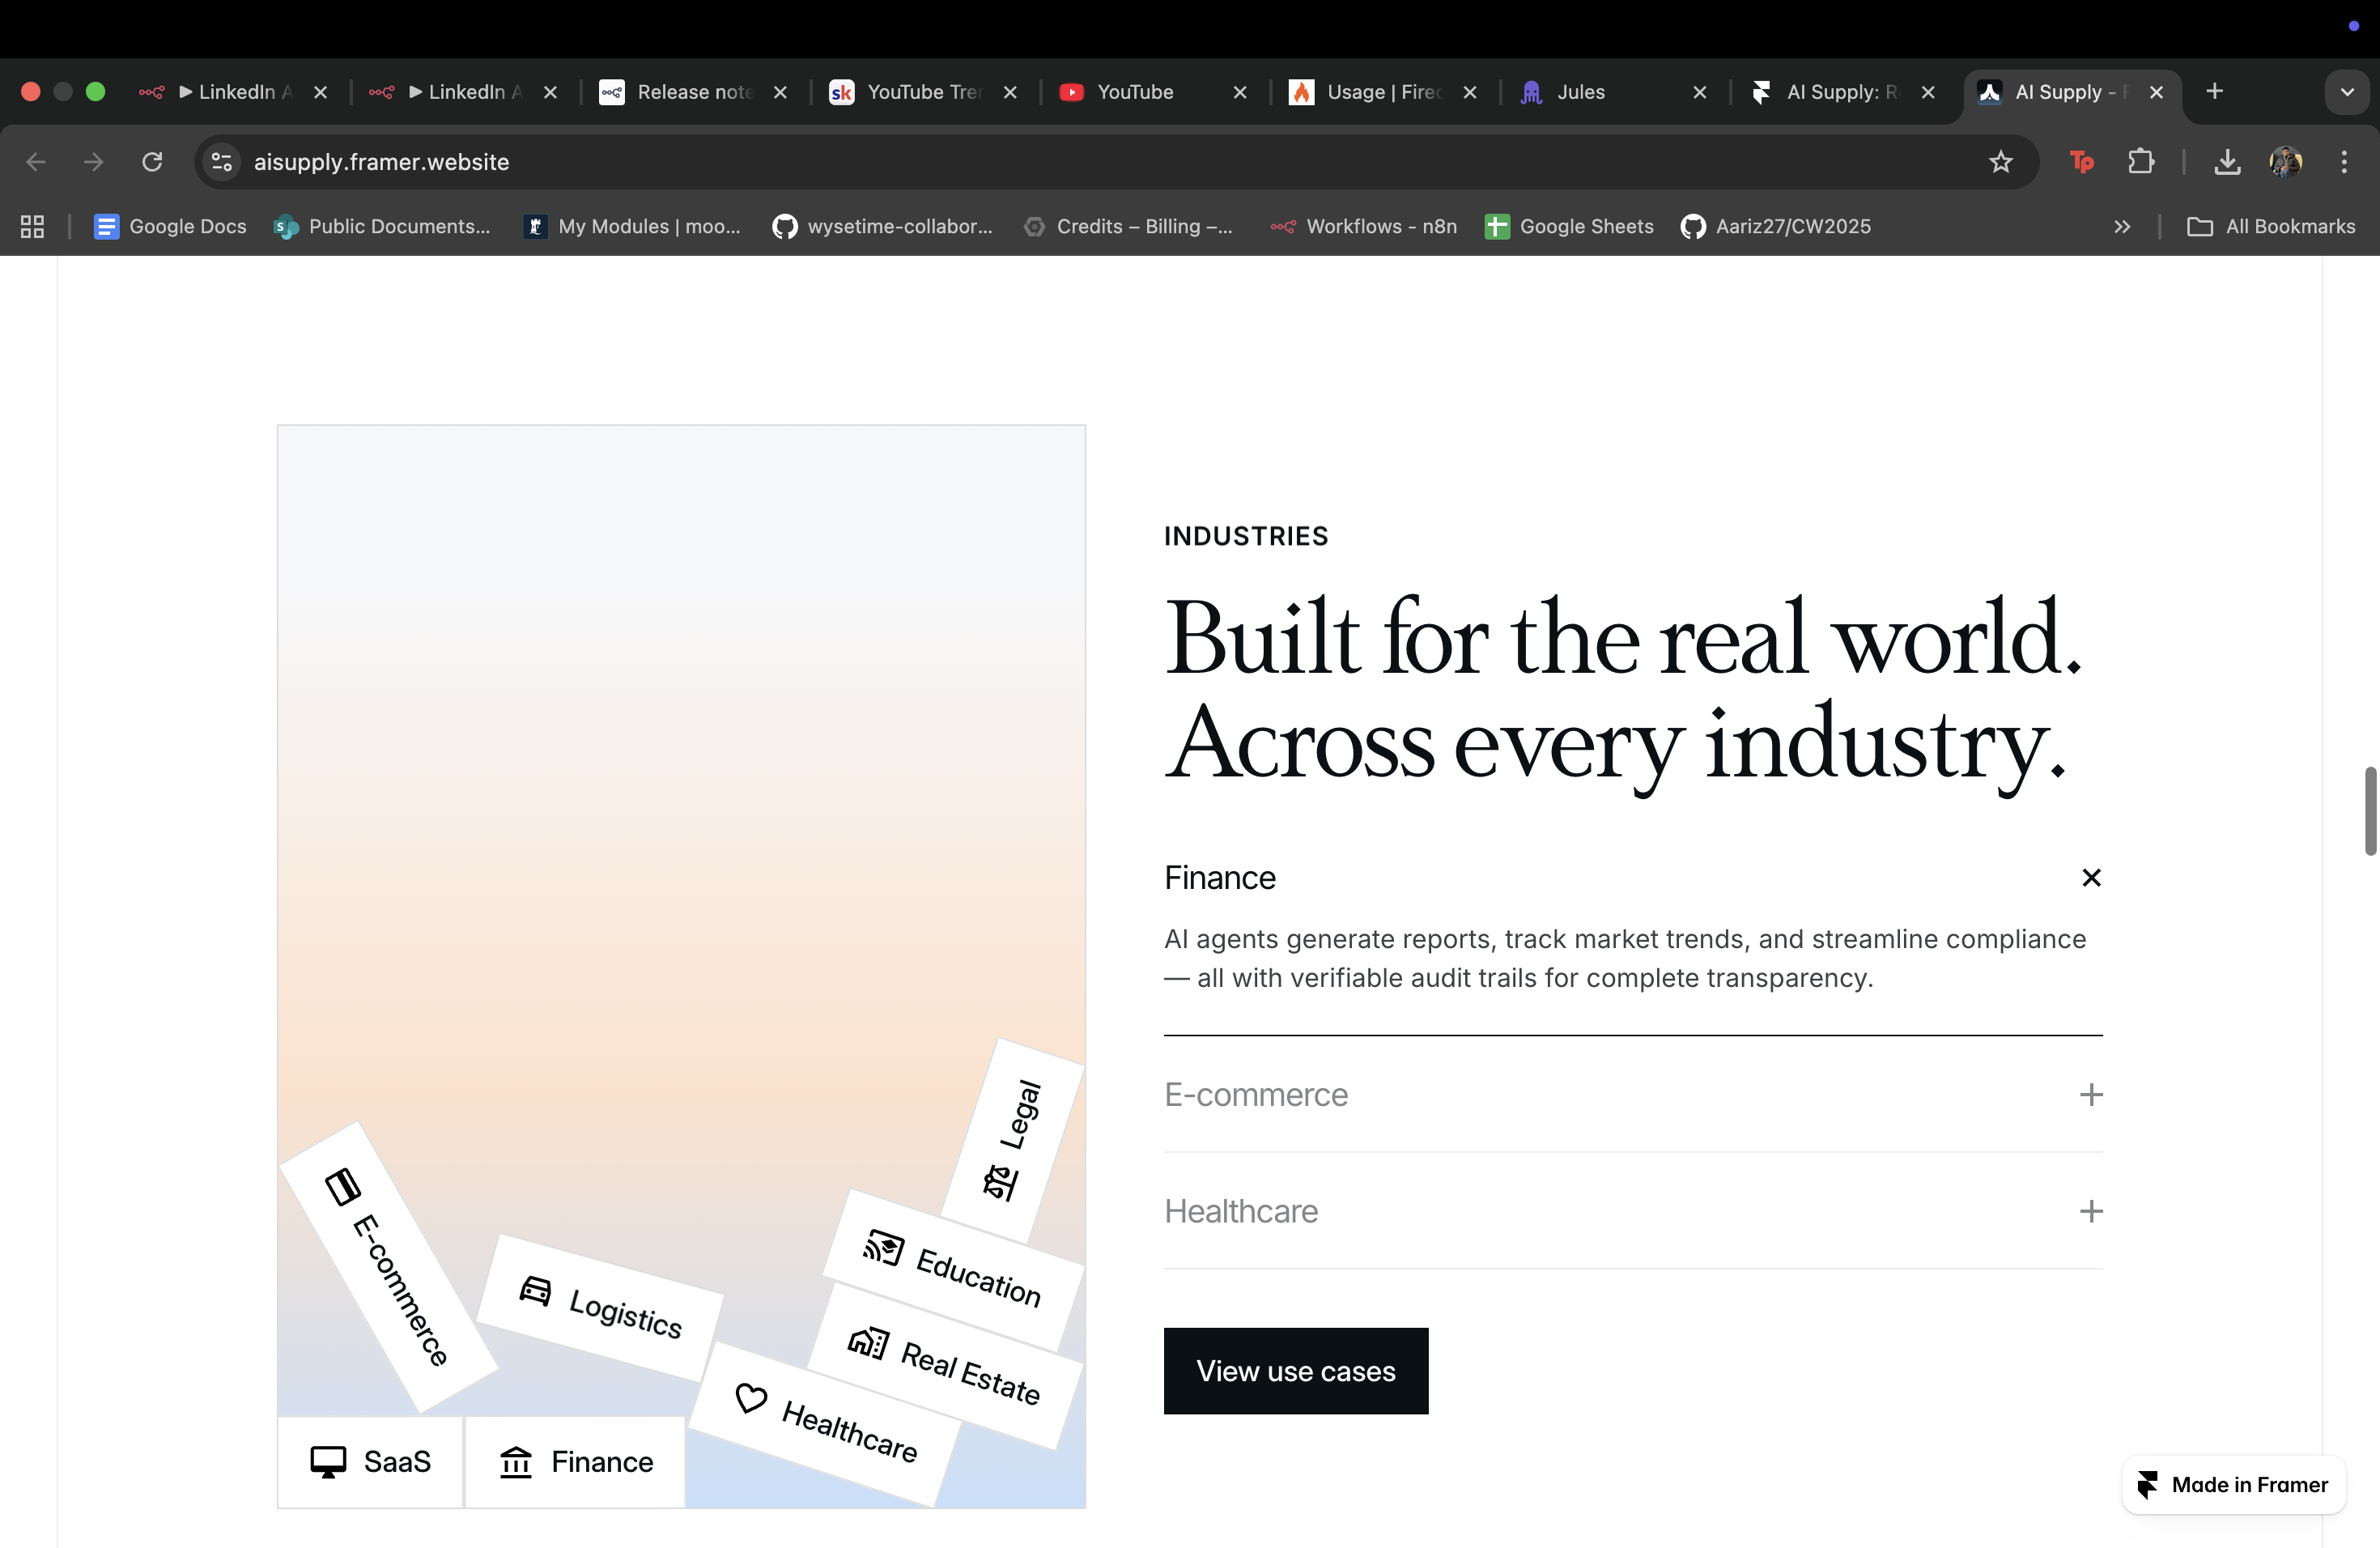 LinkedIn A
LinkedIn A
Release note
YouTube Tre
YouTube
Usage | Firec
Jules
AI Supply: R
AI Supply - F
aisupply.framer.website
Google Docs
Public Documents...
My Modules | moo...
wysetime-collabor...
Credits – Billing –...
Workflows - n8n
Google Sheets
Aariz27/CW2025
All Bookmarks
INDUSTRIES
Built for the real world.
Across every industry.
Finance
AI agents generate reports, track market trends, and streamline compliance
— all with verifiable audit trails for complete transparency.
E-commerce
Healthcare
View use cases
Legal
E-commerce
Education
Logistics
Real Estate
Healthcare
SaaS
Finance
Made in Framer